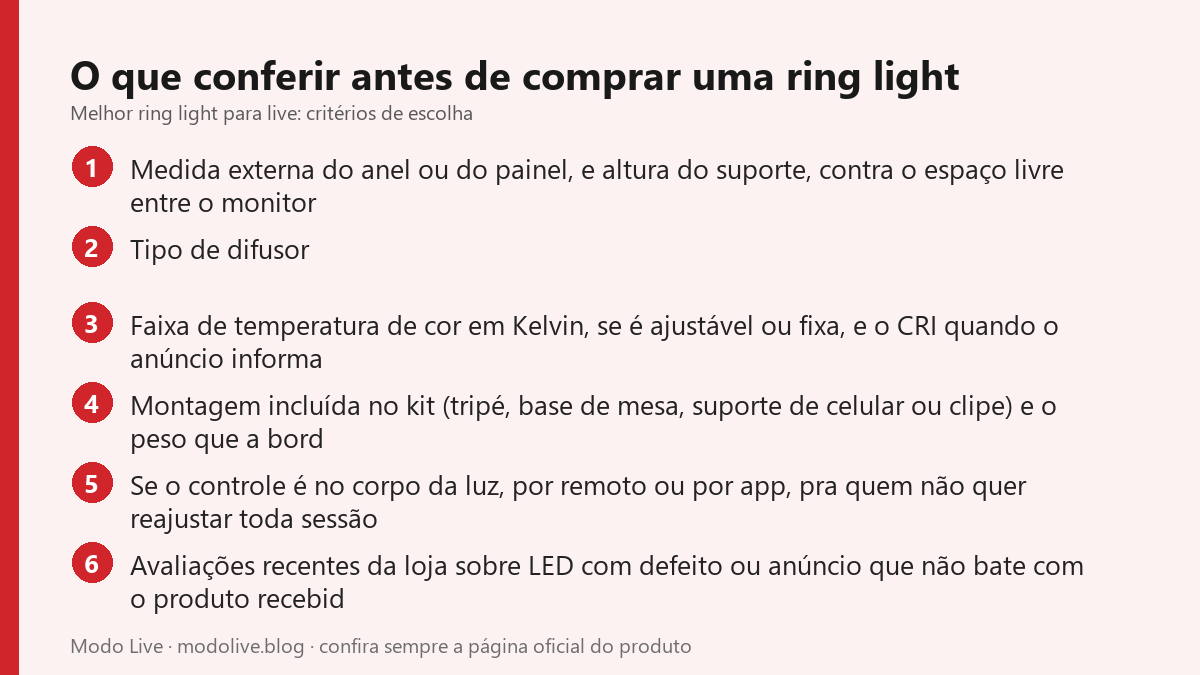 O que conferir antes de comprar uma ring light
Melhor ring light para live: critérios de escolha
1 Medida externa do anel ou do painel, e altura do suporte, contra o espaço livre
entre o monitor
2 Tipo de difusor
3 Faixa de temperatura de cor em Kelvin, se é ajustável ou fixa, e o CRI quando o
anúncio informa
4 Montagem incluída no kit (tripé, base de mesa, suporte de celular ou clipe) e o
peso que a bord
5 Se o controle é no corpo da luz, por remoto ou por app, pra quem não quer
reajustar toda sessão
6 Avaliações recentes da loja sobre LED com defeito ou anúncio que não bate com
o produto recebid
Modo Live · modolive.blog · confira sempre a página oficial do produto